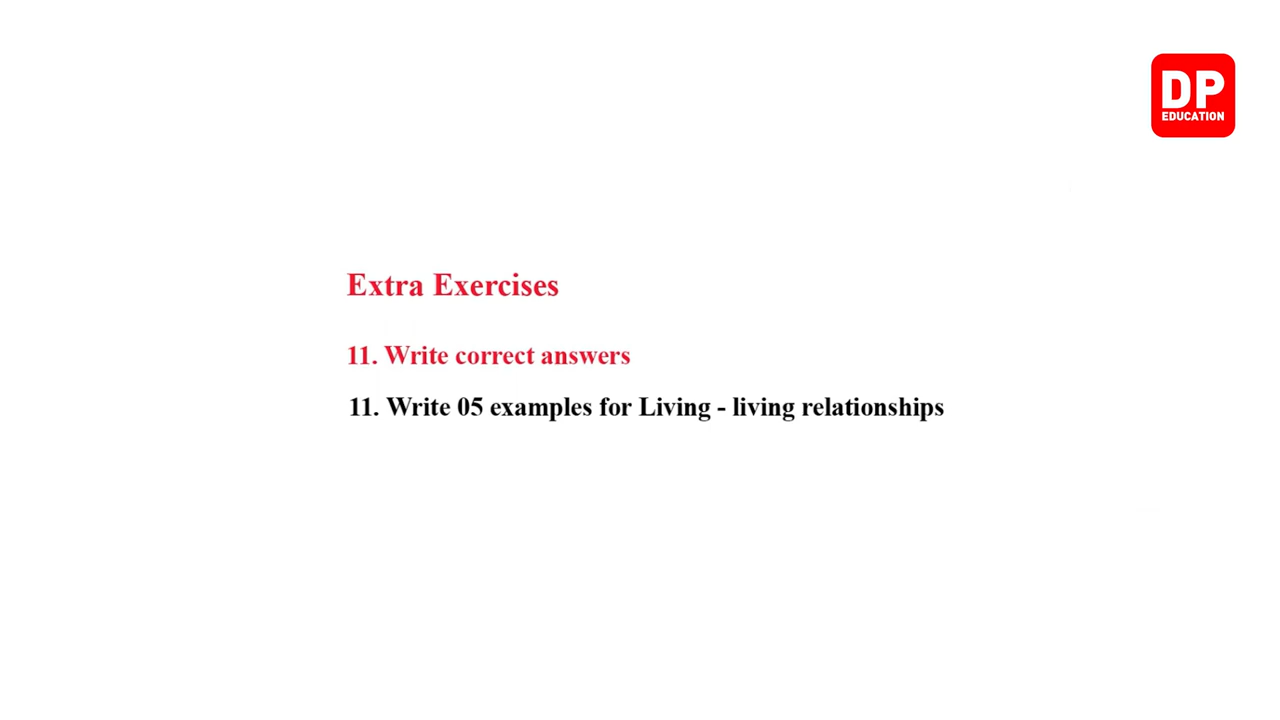 DP
EDUCATION
Extra Exercises
11. Write correct answers
11. Write 05 examples for Living - living relationships